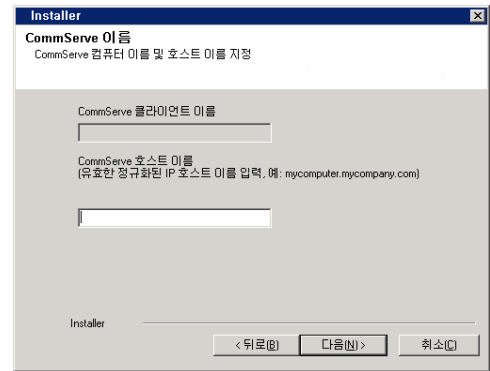 Installer
CommServe 이름
CommServe 컴퓨터 이름 및 호스트 이름 지정
CommServe 클라이언트 이름
CommServe 호스트 이름
(유효한 정규화된 IP 호스트 이름 입력, 예: mycomputer.mycompany.com)
Installer
< 뒤로(B) 다음(N) > 취소(C)